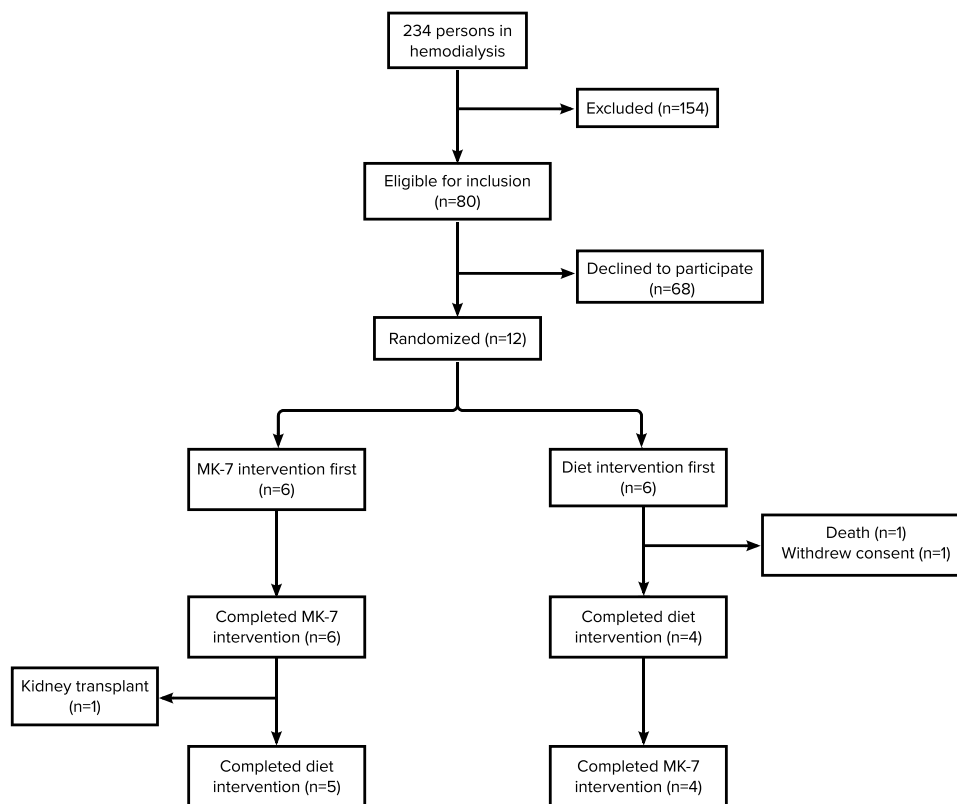 234 persons in
hemodialysis
Excluded (n=154)
Eligible for inclusion
(n=80)
Declined to participate
(n=68)
Randomized (n=12)
MK-7 intervention first
(n=6)
Diet intervention first
(n=6)
Death (n=1)
Withdrew consent (n=1)
Completed MK-7
intervention (n=6)
Completed diet
intervention (n=4)
Kidney transplant
(n=1)
Completed diet
intervention (n=5)
Completed MK-7
intervention (n=4)